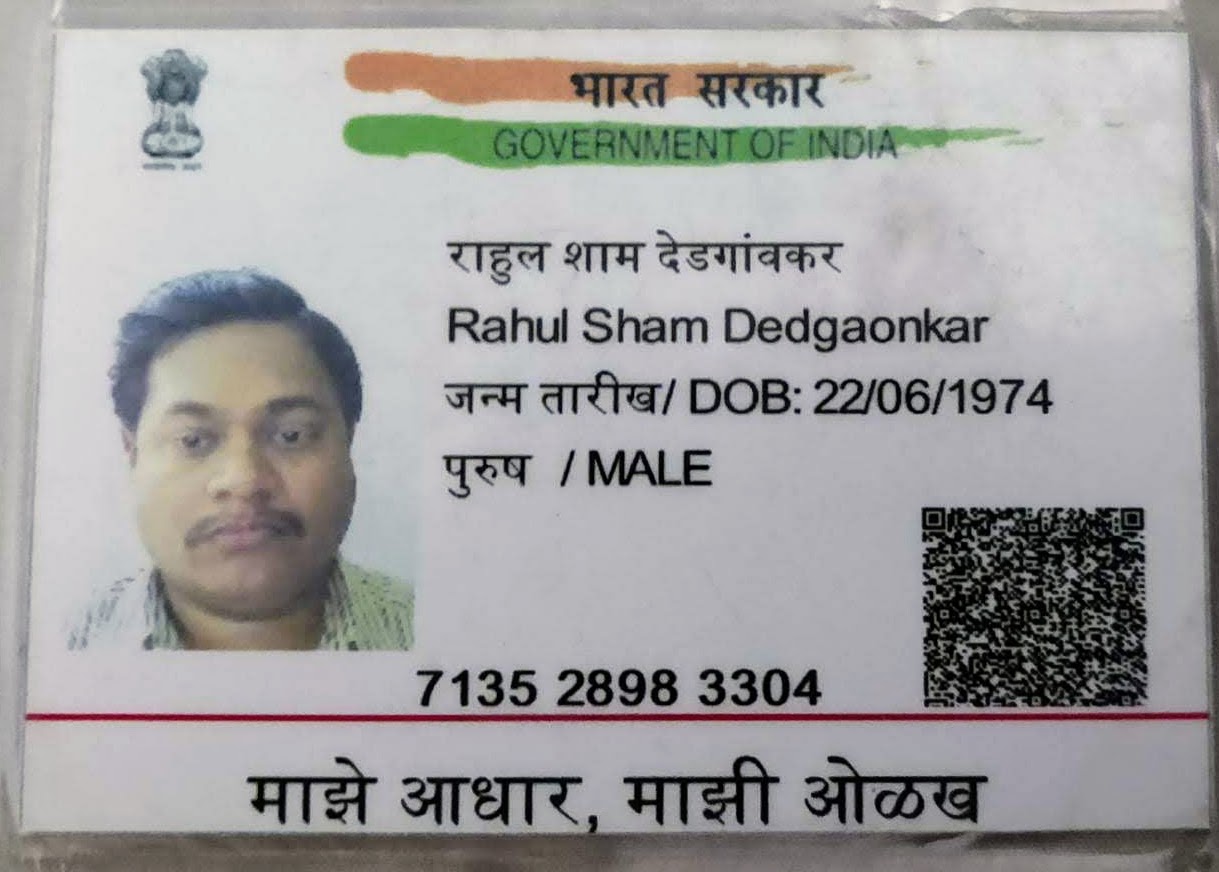 भारत सरकार
GOVERNMENT OF INDIA
राहुल शाम देडगांवकर
Rahul Sham Dedgaonkar
जन्म तारीख/ DOB: 22/06/1974
पुरुष / MALE
7135 2898 3304
माझे आधार, माझी ओळख